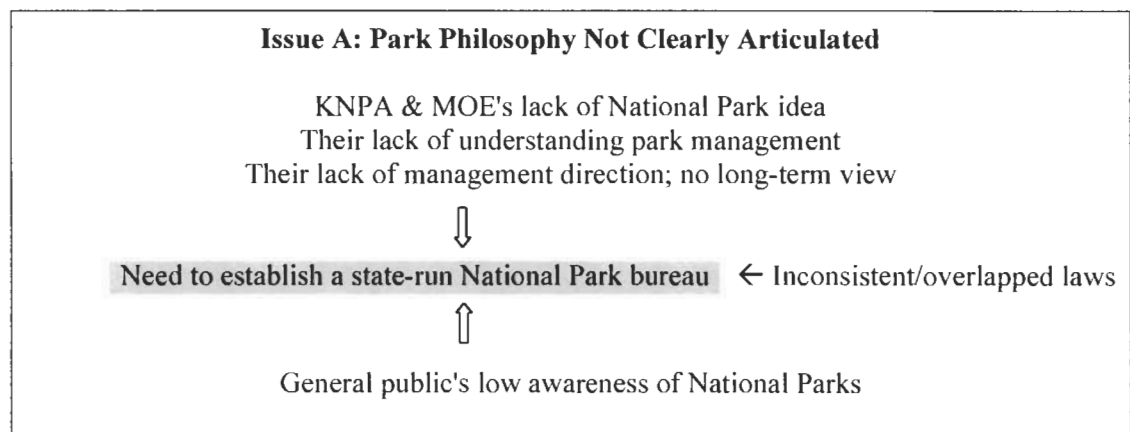 Issue A: Park Philosophy Not Clearly Articulated
KNPA & MOE's lack of National Park idea
Their lack of understanding park management
Their lack of management direction; no long-term view
⇩
Need to establish a state-run National Park bureau ← Inconsistent/overlapped laws
⇧
General public's low awareness of National Parks